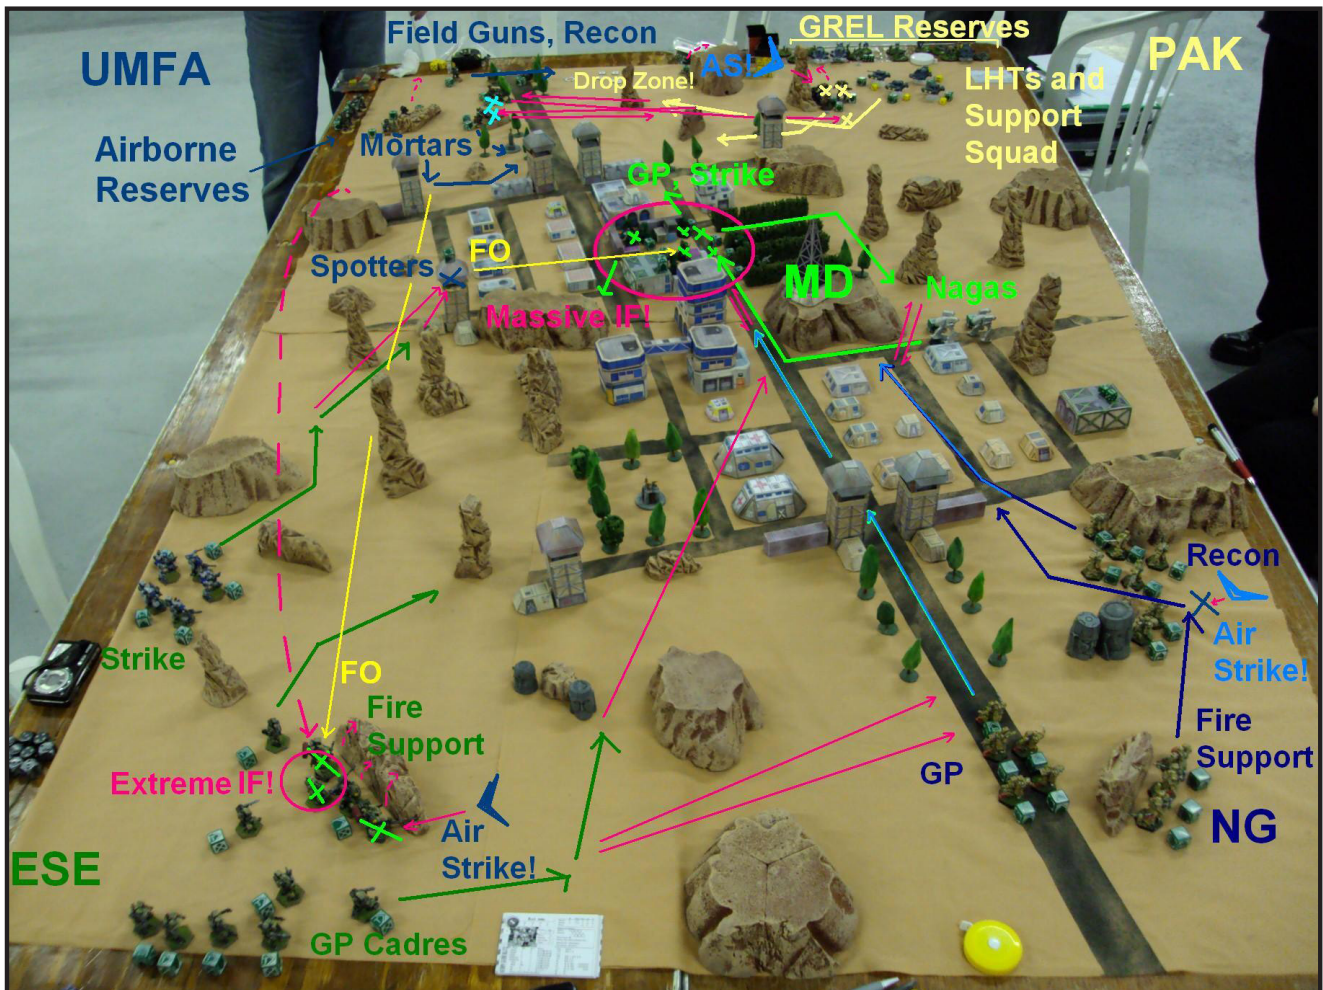 Field Guns, Recon
GREL Reserves
UMFA
AS!
PAK
Drop Zone!
LHTs and
Support
Squad
Airborne
Reserves
Mortars
GP, Strike
FO
Spotters
MD
Nagas
Massive IF!
Recon
Air
Strike!
Strike
FO
Fire
Support
Fire
Support
Extreme IF!
GP
NG
Air
Strike!
ESE
GP Cadres